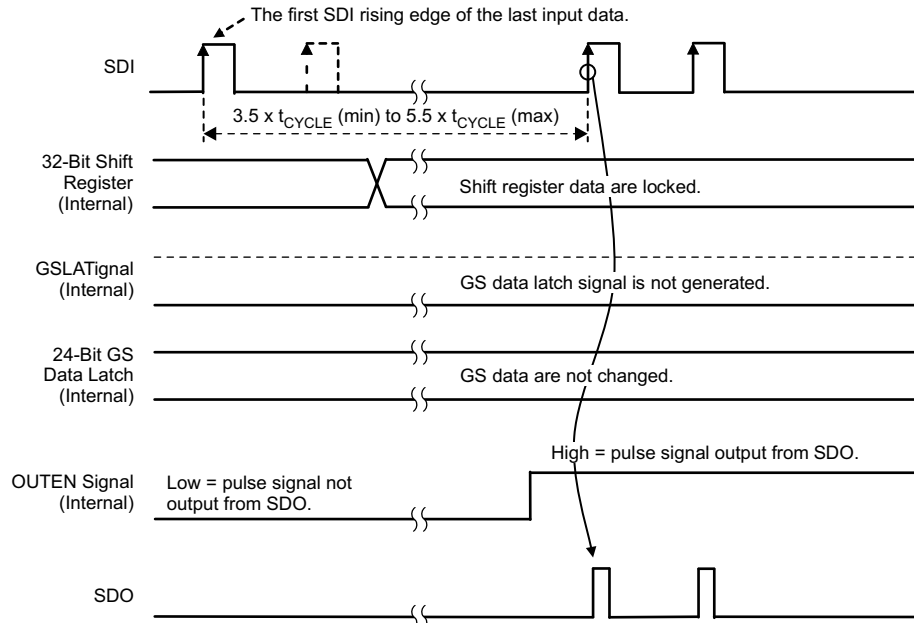 The first SDI rising edge of the last input data.
SDI
3.5 x tCYCLE (min) to 5.5 x tCYCLE (max)
32-Bit Shift
Register
(Internal)
Shift register data are locked.
GSLATignal
(Internal)
GS data latch signal is not generated.
24-Bit GS
Data Latch
(Internal)
GS data are not changed.
High = pulse signal output from SDO.
OUTEN Signal
(Internal)
Low = pulse signal not
output from SDO.
SDO